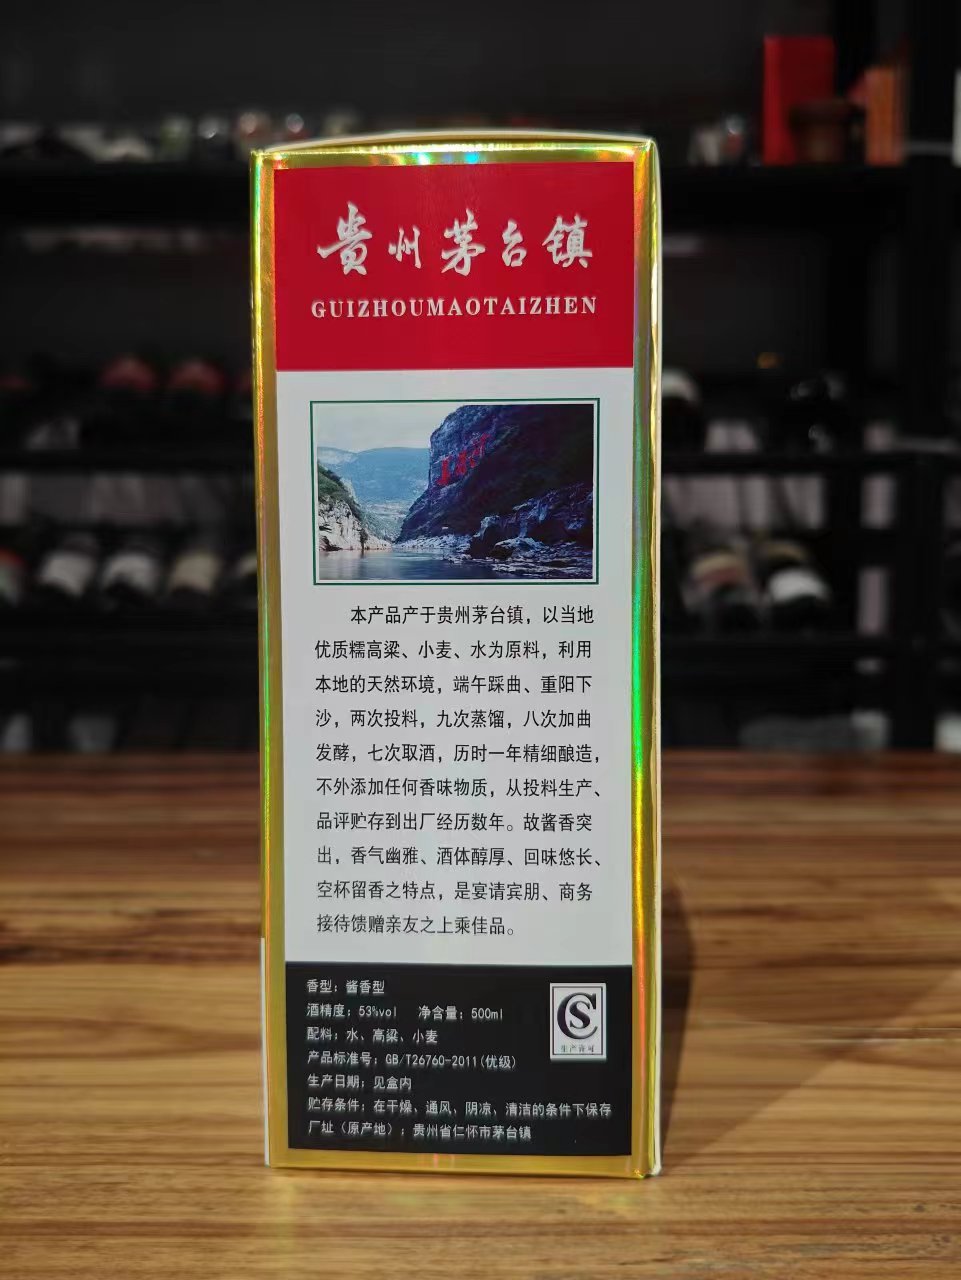 贵州茅台镇
GUIZHOUMAOTAIZHEN
美酒河
本产品产于贵州茅台镇，以当地
优质糯高粱、小麦、水为原料，利用
本地的天然环境，端午踩曲、重阳下
沙，两次投料，九次蒸馏，八次加曲
发酵，七次取酒，历时一年精细酿造，
不外添加任何香味物质，从投料生产、
品评贮存到出厂经历数年。故酱香突
出，香气幽雅、酒体醇厚、回味悠长、
空杯留香之特点，是宴请宾朋、商务
接待馈赠亲友之上乘佳品。
香型：酱香型
酒精度：53%vol 净含量：500ml
配料：水、高粱、小麦
产品标准号：GB/T26760-2011(优级)
生产日期：见盒内
贮存条件：在干燥、通风、阴凉、清洁的条件下保存
厂址（原产地）：贵州省仁怀市茅台镇
生产许可